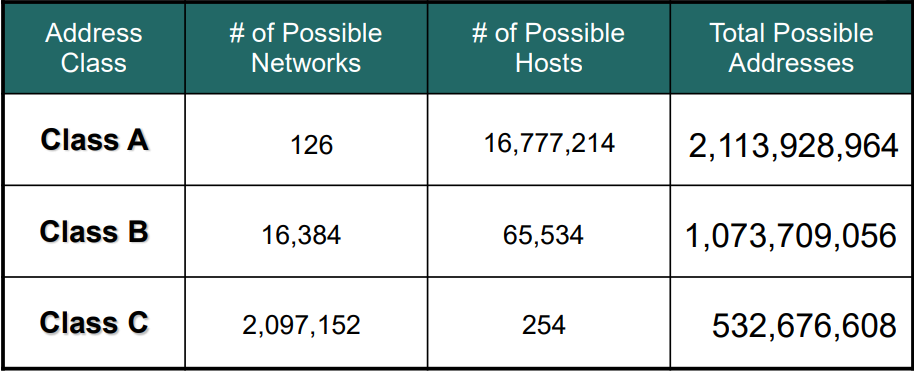 Address Class
# of Possible Networks
# of Possible Hosts
Total Possible Addresses
Class A
126
16,777,214
2,113,928,964
Class B
16,384
65,534
1,073,709,056
Class C
2,097,152
254
532,676,608